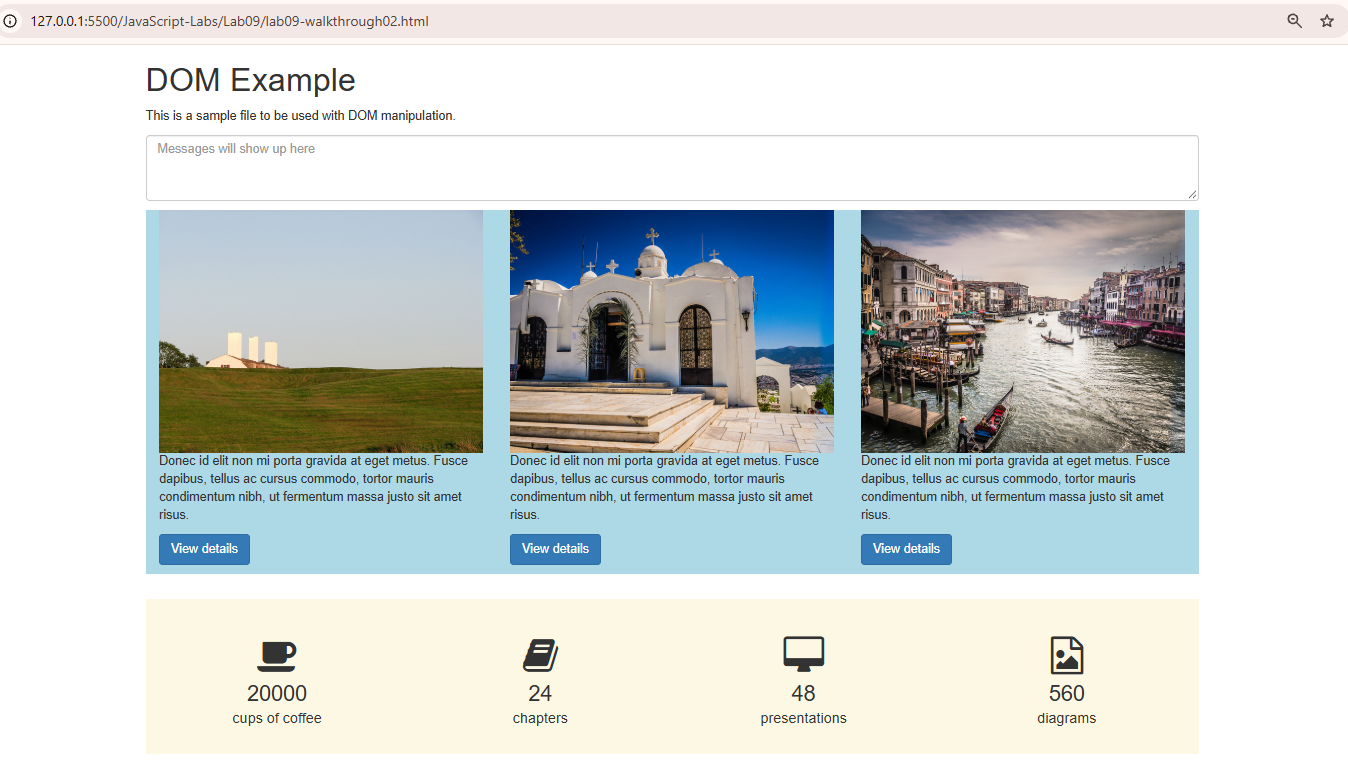 127.0.0.1:5500/JavaScript-Labs/Lab09/lab09-walkthrough02.html
DOM Example
This is a sample file to be used with DOM manipulation.
Messages will show up here
Donec id elit non mi porta gravida at eget metus. Fusce
dapibus, tellus ac cursus commodo, tortor mauris
condimentum nibh, ut fermentum massa justo sit amet
risus.
View details
Donec id elit non mi porta gravida at eget metus. Fusce
dapibus, tellus ac cursus commodo, tortor mauris
condimentum nibh, ut fermentum massa justo sit amet
risus.
View details
Donec id elit non mi porta gravida at eget metus. Fusce
dapibus, tellus ac cursus commodo, tortor mauris
condimentum nibh, ut fermentum massa justo sit amet
risus.
View details
20000
cups of coffee
24
chapters
48
presentations
560
diagrams